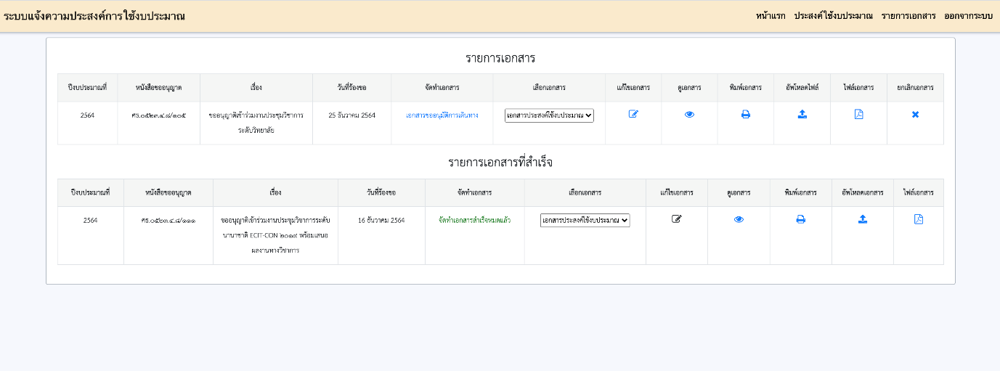 ระบบแจ้งความประสงค์การใช้งบประมาณ
หน้าแรก ประสงค์ใช้งบประมาณ รายการเอกสาร ออกจากระบบ
รายการเอกสาร
ปีงบประมาณที่ หนังสือขออนุญาต เรื่อง วันที่ร้องขอ จัดทำเอกสาร เลือกเอกสาร แก้ไขเอกสาร ดูเอกสาร พิมพ์เอกสาร อัพโหลดไฟล์ ไฟล์เอกสาร ยกเลิกเอกสาร
2564 ศธ.๐๕๒๓.๔.๘/๑๐๕ ขออนุญาติเข้าร่วมงานประชุมวิชาการ 25 ธันวาคม 2564 เอกสารขออนุมัติการเดินทาง เอกสารประสงค์ใช้งบประมาณ
ระดับวิทยาลัย
รายการเอกสารที่สำเร็จ
ปีงบประมาณที่ หนังสือขออนุญาต เรื่อง วันที่ร้องขอ จัดทำเอกสาร เลือกเอกสาร แก้ไขเอกสาร ดูเอกสาร พิมพ์เอกสาร อัพโหลดเอกสาร ไฟล์เอกสาร
2564 ศธ.๐๕๒๓.๔.๘/๑๑๑ ขออนุญาติเข้าร่วมงานประชุมวิชาการระดับ 16 ธันวาคม 2564 จัดทำเอกสารสำเร็จหมดแล้ว เอกสารประสงค์ใช้งบประมาณ
นานาชาติ ECIT-CON ๒๐๑๙ พร้อมเสนอ
ผลงานทางวิชาการ